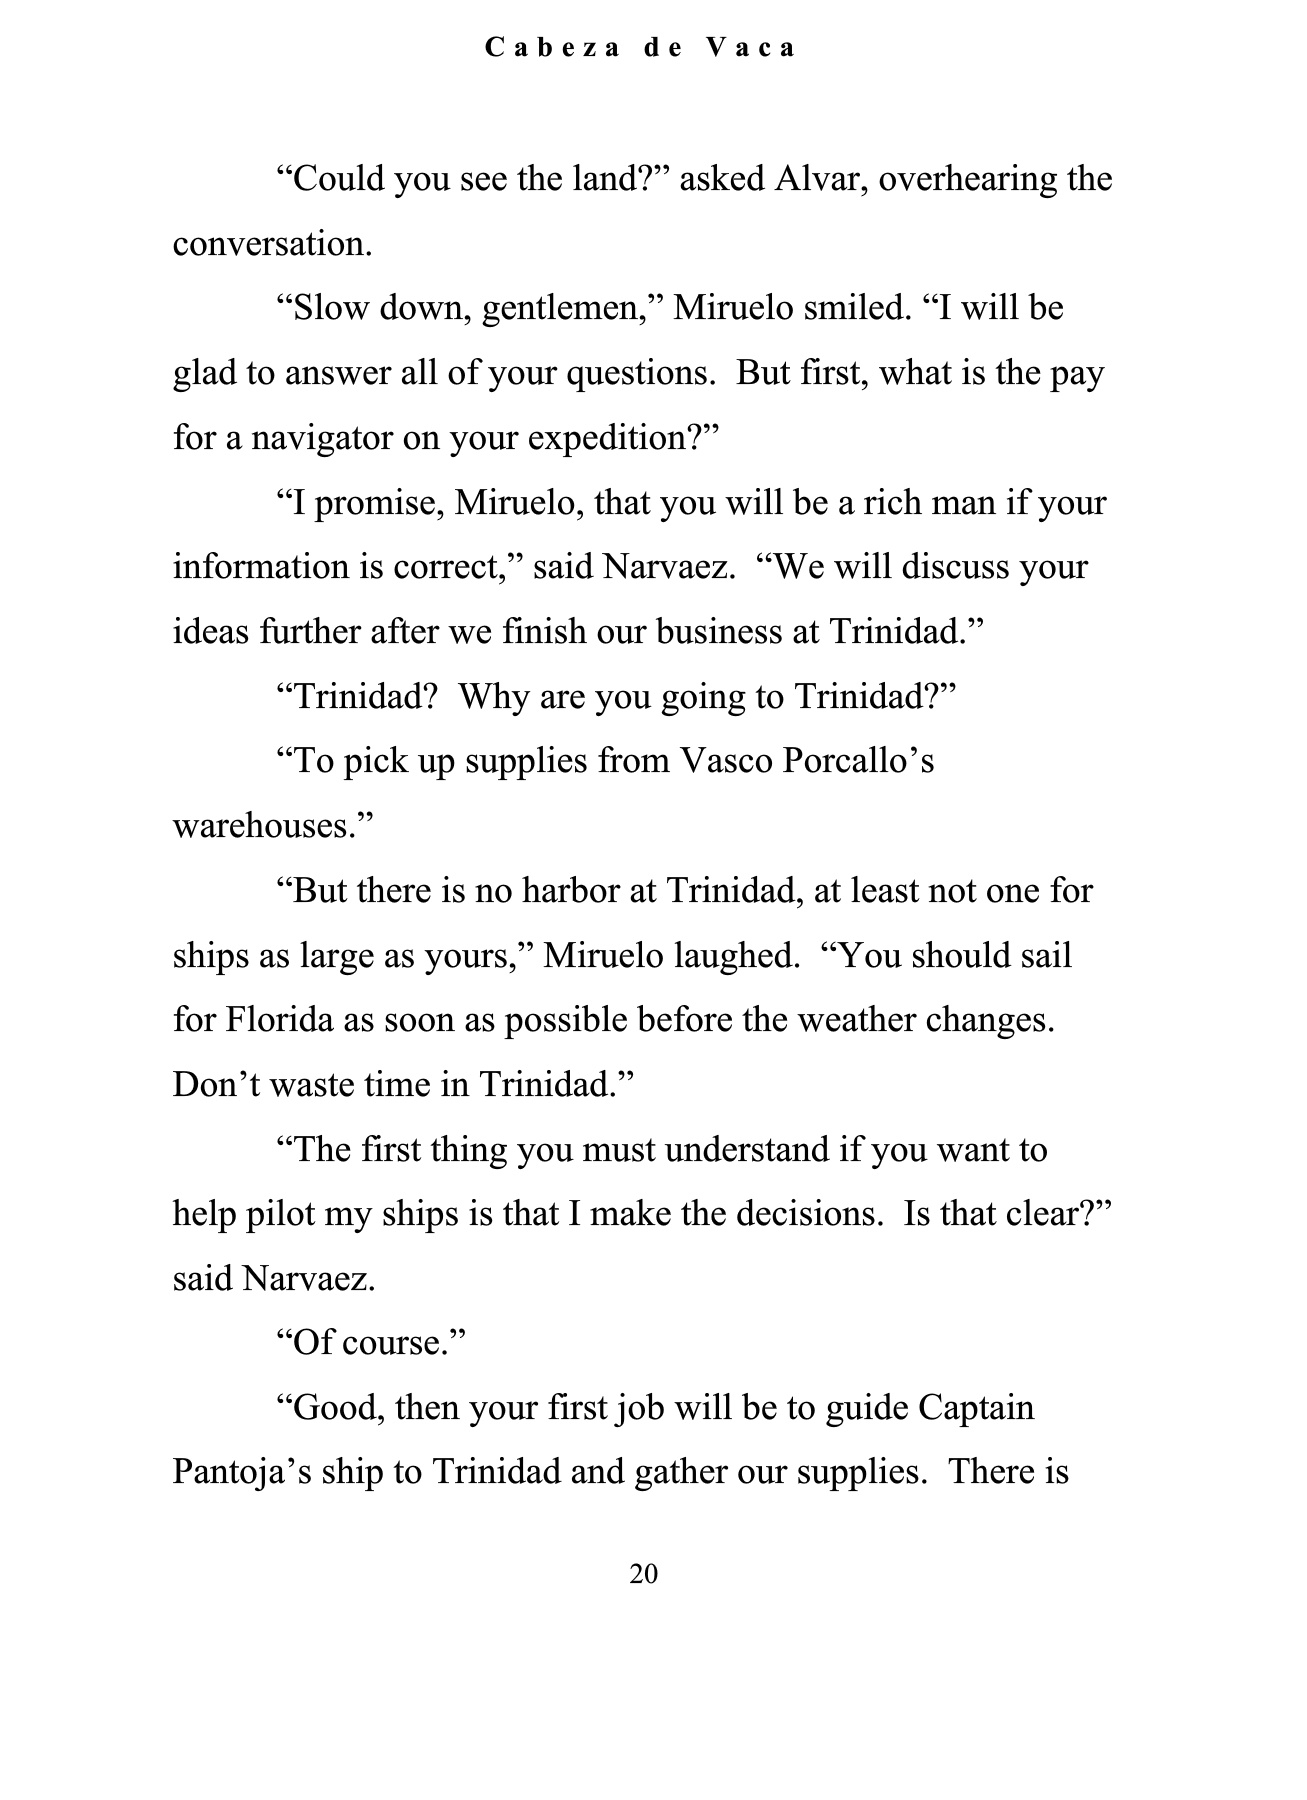 Cabeza de Vaca
“Could you see the land?” asked Alvar, overhearing the
conversation.
“Slow down, gentlemen,” Miruelo smiled. “I will be
glad to answer all of your questions.  But first, what is the pay
for a navigator on your expedition?”
“I promise, Miruelo, that you will be a rich man if your
information is correct,” said Narvaez.  “We will discuss your
ideas further after we finish our business at Trinidad.”
“Trinidad?  Why are you going to Trinidad?”
“To pick up supplies from Vasco Porcallo’s
warehouses.”
“But there is no harbor at Trinidad, at least not one for
ships as large as yours,” Miruelo laughed.  “You should sail
for Florida as soon as possible before the weather changes.
Don’t waste time in Trinidad.”
“The first thing you must understand if you want to
help pilot my ships is that I make the decisions.  Is that clear?”
said Narvaez.
“Of course.”
“Good, then your first job will be to guide Captain
Pantoja’s ship to Trinidad and gather our supplies.  There is
20